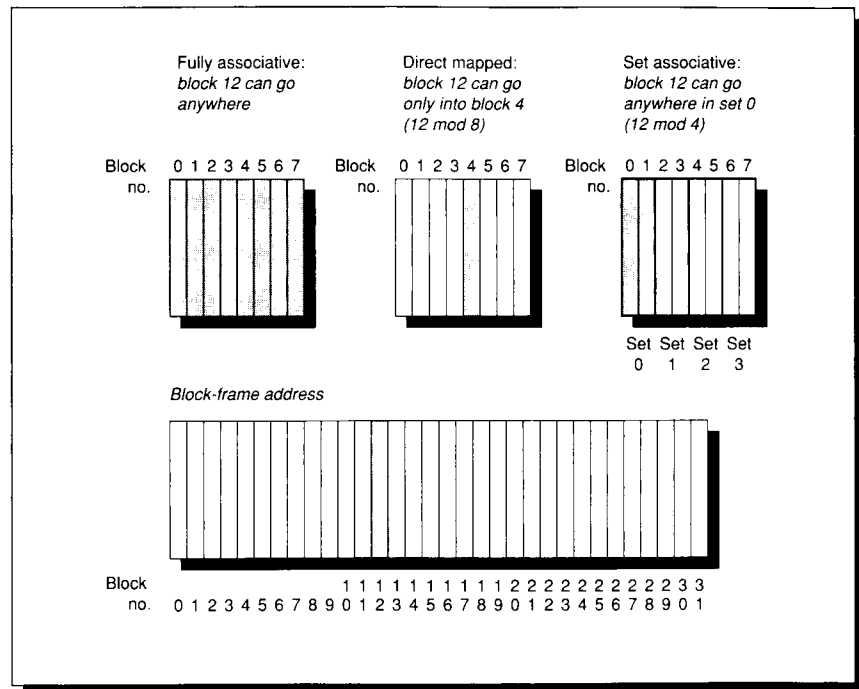 Fully associative:
block 12 can go
anywhere
Direct mapped:
block 12 can go
only into block 4
(12 mod 8)
Set associative:
block 12 can go
anywhere in set 0
(12 mod 4)
Block
no.
0 1 2 3 4 5 6 7
Block
no.
0 1 2 3 4 5 6 7
Block
no.
0 1 2 3 4 5 6 7
Set Set Set Set
0 1 2 3
Block-frame address
Block
no.
1 1 1 1 1 1 1 1 1 1 2 2 2 2 2 2 2 2 2 2 3 3
0 1 2 3 4 5 6 7 8 9 0 1 2 3 4 5 6 7 8 9 0 1 2 3 4 5 6 7 8 9 0 1